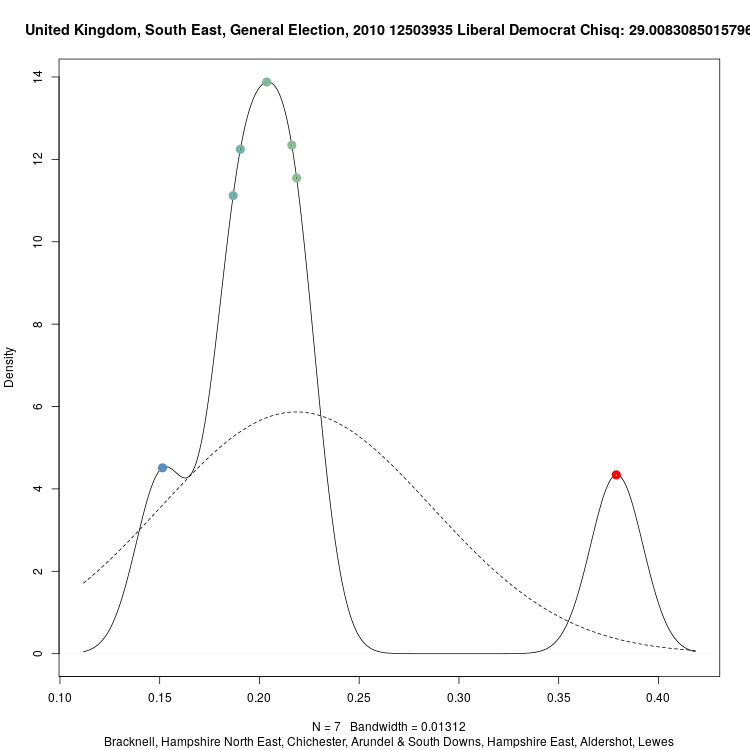 United Kingdom, South East, General Election, 2010 12503935 Liberal Democrat Chisq: 29.0083085015796
14
12
10
8
6
4
2
0
Density
0.10 0.15 0.20 0.25 0.30 0.35 0.40
N = 7 Bandwidth = 0.01312
Bracknell, Hampshire North East, Chichester, Arundel & South Downs, Hampshire East, Aldershot, Lewes